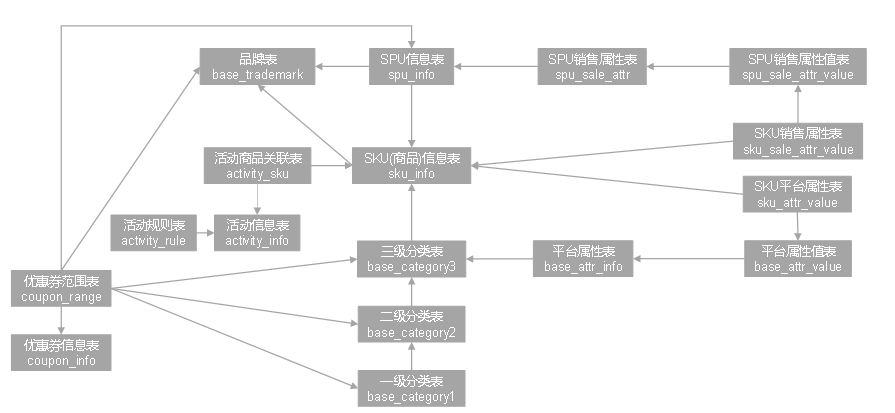 品牌表
base_trademark
SPU信息表
spu_info
SPU销售属性表
spu_sale_attr
SPU销售属性值表
spu_sale_attr_value
SKU销售属性表
sku_sale_attr_value
活动商品关联表
activity_sku
SKU(商品)信息表
sku_info
SKU平台属性表
sku_attr_value
活动规则表
activity_rule
活动信息表
activity_info
三级分类表
base_category3
平台属性表
base_attr_info
平台属性值表
base_attr_value
优惠券范围表
coupon_range
二级分类表
base_category2
优惠券信息表
coupon_info
一级分类表
base_category1